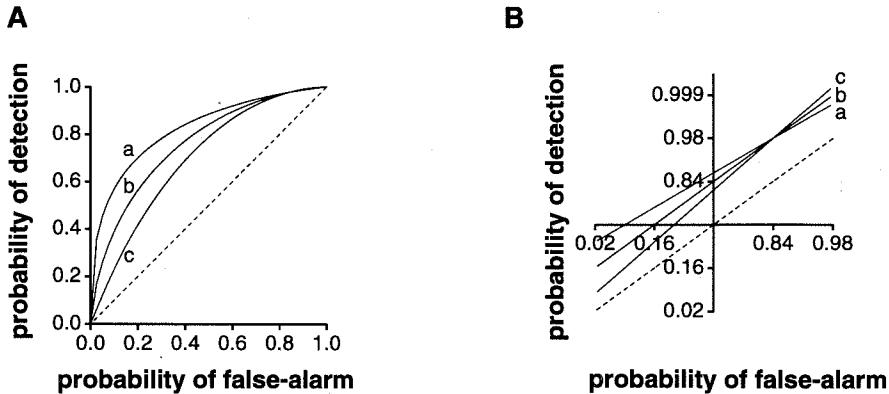 A
probability of detection
1.0
0.8
0.6
0.4
0.2
0.0
a
b
c
0.0 0.2 0.4 0.6 0.8 1.0
probability of false-alarm
B
probability of detection
0.999
0.98
0.84
c
b
a
0.02 0.16 0.84 0.98
0.16
0.02
probability of false-alarm